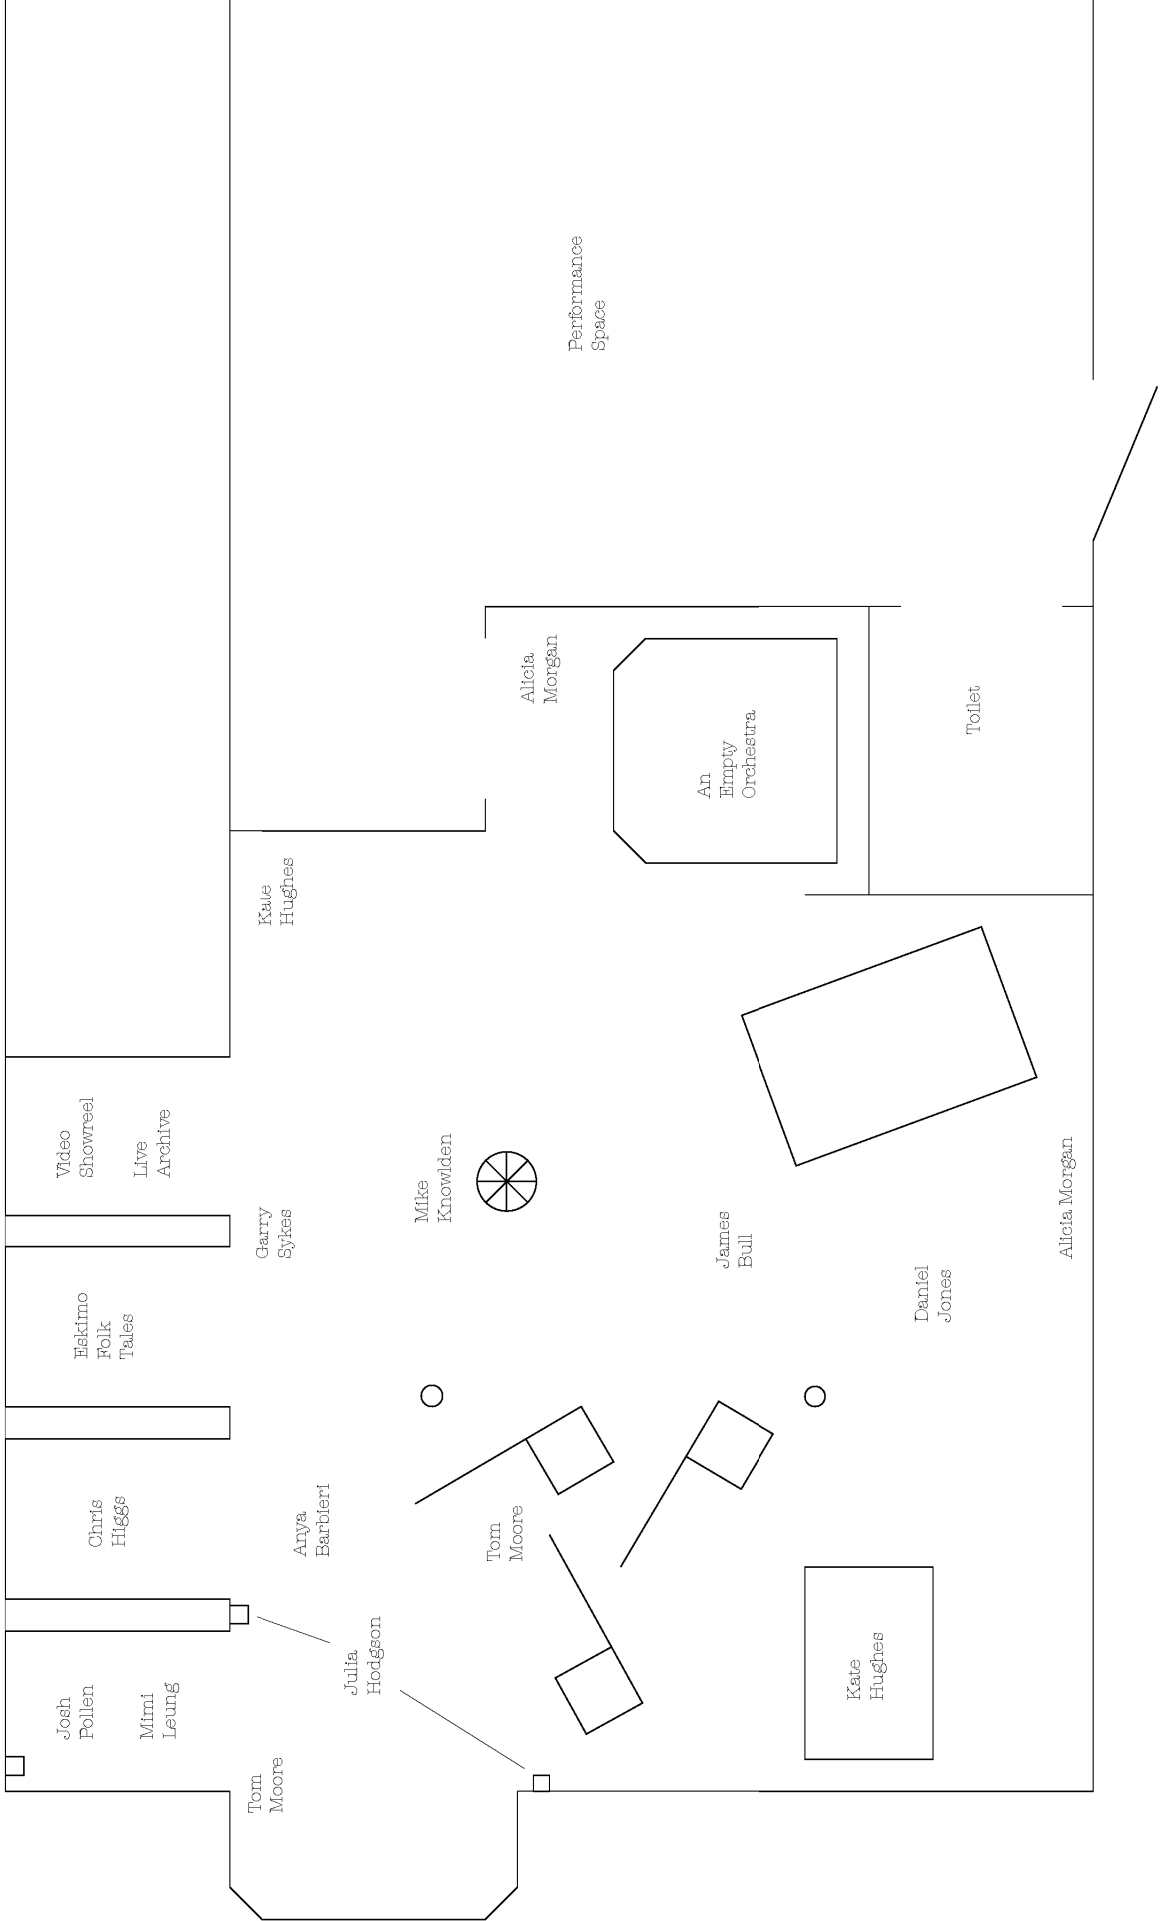 Performance
Space
Alicia
Morgan
An
Empty
Orchestra
Toilet
Kate
Hughes
Video
Showreel
Live
Archive
Garry
Sykes
Mike
Knowlden
James
Bull
Alicia Morgan
Eskimo
Folk
Tales
Daniel
Jones
Chris
Higgs
Anya
Barbieri
Tom
Moore
Josh
Pollen
Mimi
Leung
Julia
Hodgson
Kate
Hughes
Tom
Moore